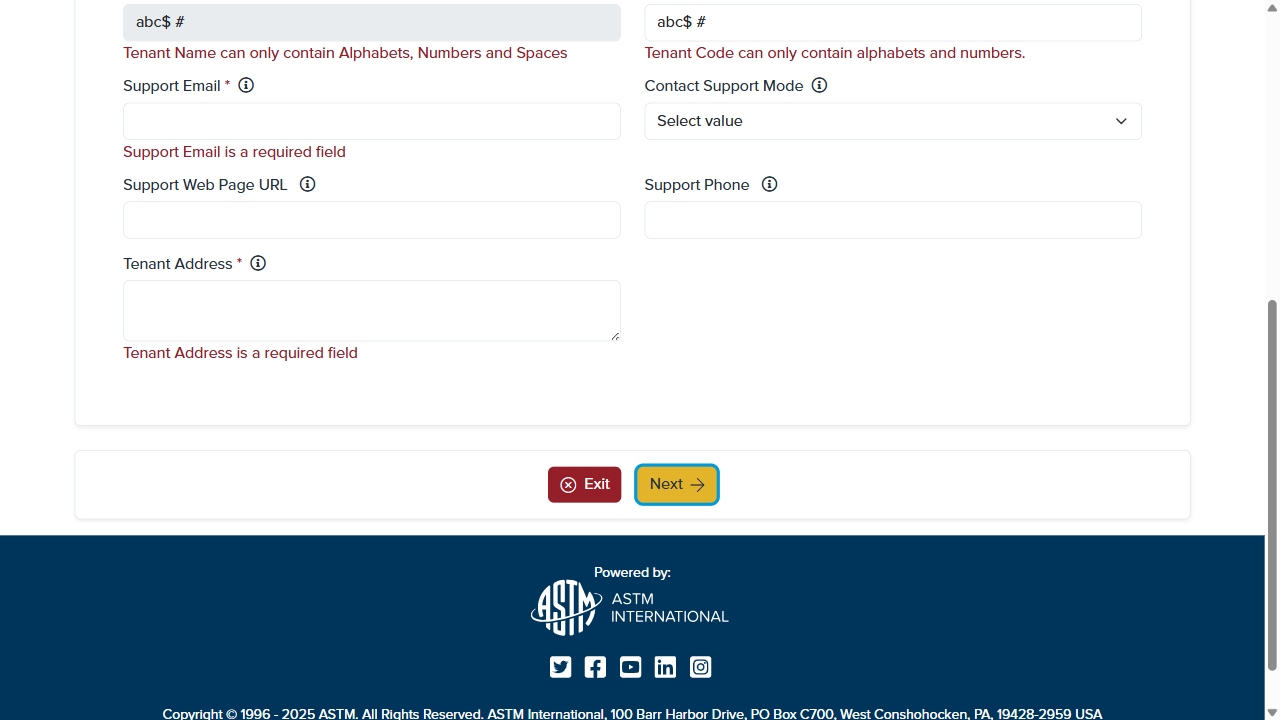 abc$ #
abc$ #
Tenant Name can only contain Alphabets, Numbers and Spaces
Tenant Code can only contain alphabets and numbers.
Support Email *
Contact Support Mode
Select value
Support Email is a required field
Support Web Page URL
Support Phone
Tenant Address *
Tenant Address is a required field
Exit
Next
Powered by:
ASTM
ASTM
INTERNATIONAL
Copyright © 1996 - 2025 ASTM. All Rights Reserved. ASTM International, 100 Barr Harbor Drive, PO Box C700, West Conshohocken, PA, 19428-2959 USA